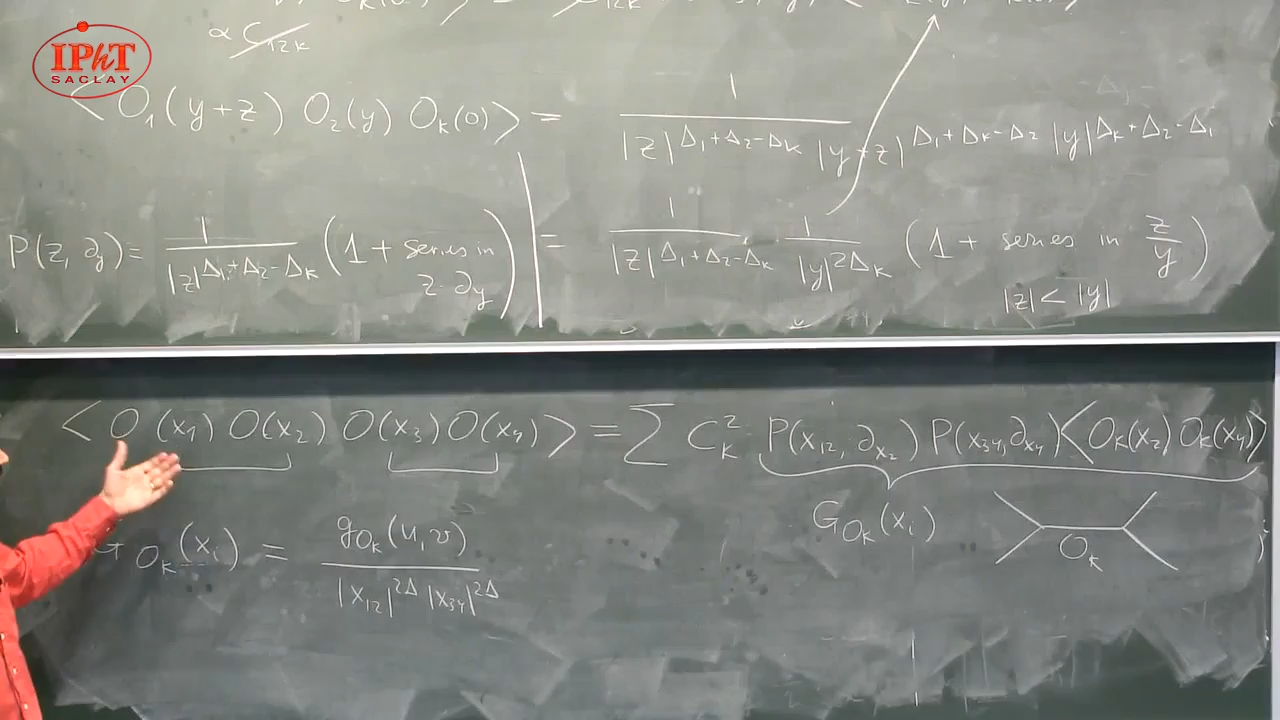 IPhT
SACLAY
∝ C₁₂ₖ
⟨O₁(y+z) O₂(y) Oₖ(0)⟩ = 1 / |z|^{Δ₁+Δ₂-Δₖ} |y+z|^{Δ₁+Δₖ-Δ₂} |y|^{Δₖ+Δ₂-Δ₁}
P(z, ∂_y) = 1 / |z|^{Δ₁+Δ₂-Δₖ} (1 + series in z·∂_y)
= 1 / |z|^{Δ₁+Δ₂-Δₖ} · 1 / |y|^{2Δₖ} (1 + series in z/y)
|z| < |y|
⟨O(x₁) O(x₂) O(x₃) O(x₄)⟩ = Σ Cₖ² P(x₁₂, ∂_{x₂}) P(x₃₄, ∂_{x₄}) ⟨Oₖ(x₂) Oₖ(x₄)⟩
G_{Oₖ}(xᵢ)
Oₖ
G_{Oₖ}(xᵢ) = g_{Oₖ}(u,v) / |x₁₂|^{2Δ} |x₃₄|^{2Δ}